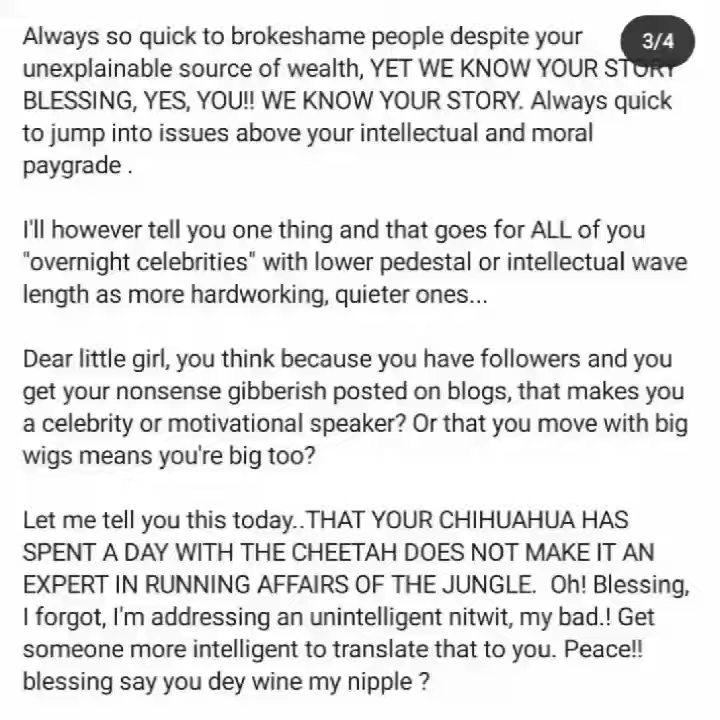 Always so quick to brokeshame people despite your
3/4
unexplainable source of wealth, YET WE KNOW YOUR STORY
BLESSING, YES, YOU!! WE KNOW YOUR STORY. Always quick
to jump into issues above your intellectual and moral
paygrade .
I'll however tell you one thing and that goes for ALL of you
"overnight celebrities" with lower pedestal or intellectual wave
length as more hardworking, quieter ones...
Dear little girl, you think because you have followers and you
get your nonsense gibberish posted on blogs, that makes you
a celebrity or motivational speaker? Or that you move with big
wigs means you're big too?
Let me tell you this today..THAT YOUR CHIHUAHUA HAS
SPENT A DAY WITH THE CHEETAH DOES NOT MAKE IT AN
EXPERT IN RUNNING AFFAIRS OF THE JUNGLE.  Oh! Blessing,
I forgot, I'm addressing an unintelligent nitwit, my bad.! Get
someone more intelligent to translate that to you. Peace!!
blessing say you dey wine my nipple ?